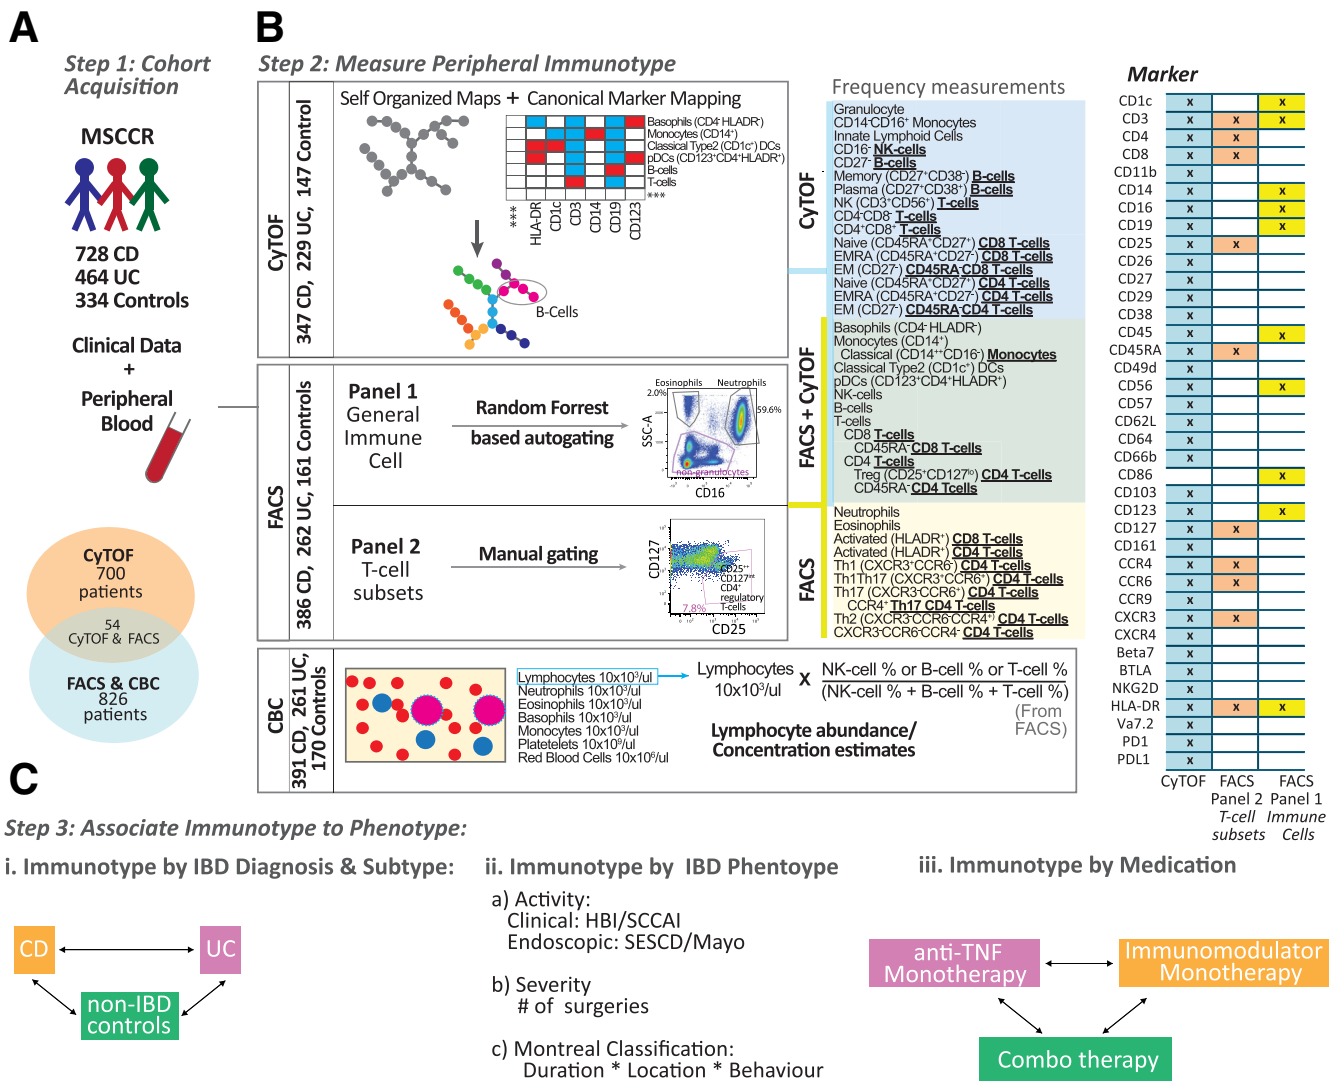 A
Step 1: Cohort
Acquisition
MSCCR
728 CD
464 UC
334 Controls
Clinical Data
+
Peripheral
Blood
CyTOF
700
patients
54
CyTOF & FACS
FACS & CBC
826
patients
B
Step 2: Measure Peripheral Immunotype
CyTOF
347 CD, 229 UC, 147 Control
Self Organized Maps + Canonical Marker Mapping
Basophils (CD4⁻HLADR⁻)
Monocytes (CD14⁺)
Classical Type2 (CD1c⁺) DCs
pDCs (CD123⁺CD4⁺HLADR⁺)
B-cells
T-cells
***
***
HLA-DR
CD1c
CD3
CD14
CD19
CD123
B-Cells
FACS
386 CD, 262 UC, 161 Controls
Panel 1
General
Immune
Cell
Random Forrest
based autogating
Eosinophils
Neutrophils
2.0%
59.6%
SSC-A
non-granulocytes
CD16
Panel 2
T-cell
subsets
Manual gating
CD127
CD25⁺⁺
CD127ⁱⁿᵗ
CD4⁺
regulatory
T-cells
7.8%
CD25
CBC
391 CD, 261 UC,
170 Controls
Lymphocytes 10x10³/ul
Neutrophils 10x10³/ul
Eosinophils 10x10³/ul
Basophils 10x10³/ul
Monocytes 10x10³/ul
Platetelets 10x10⁹/ul
Red Blood Cells 10x10⁶/ul
Lymphocytes
10x10³/ul
X
NK-cell % or B-cell % or T-cell %
(NK-cell % + B-cell % + T-cell %)
(From
FACS)
Lymphocyte abundance/
Concentration estimates
Frequency measurements
CyTOF
Granulocyte
CD14⁻CD16⁺ Monocytes
Innate Lymphoid Cells
CD16⁻ NK-cells
CD27⁻ B-cells
Memory (CD27⁺CD38⁻) B-cells
Plasma (CD27⁺CD38⁺) B-cells
NK (CD3⁺CD56⁺) T-cells
CD4⁻CD8⁻ T-cells
CD4⁺CD8⁺ T-cells
Naive (CD45RA⁺CD27⁺) CD8 T-cells
EMRA (CD45RA⁺CD27⁻) CD8 T-cells
EM (CD27⁻) CD45RA⁻CD8 T-cells
Naive (CD45RA⁺CD27⁺) CD4 T-cells
EMRA (CD45RA⁺CD27⁻) CD4 T-cells
EM (CD27⁻) CD45RA⁻CD4 T-cells
FACS + CyTOF
Basophils (CD4⁻HLADR⁻)
Monocytes (CD14⁺)
Classical (CD14⁺⁺CD16⁻) Monocytes
Classical Type2 (CD1c⁺) DCs
pDCs (CD123⁺CD4⁺HLADR⁺)
NK-cells
B-cells
T-cells
CD8 T-cells
CD45RA⁻CD8 T-cells
CD4 T-cells
Treg (CD25⁺CD127ˡᵒ) CD4 T-cells
CD45RA⁻CD4 Tcells
FACS
Neutrophils
Eosinophils
Activated (HLADR⁺) CD8 T-cells
Activated (HLADR⁺) CD4 T-cells
Th1 (CXCR3⁺CCR6⁻) CD4 T-cells
Th1Th17 (CXCR3⁺CCR6⁺) CD4 T-cells
Th17 (CXCR3⁻CCR6⁺) CD4 T-cells
CCR4⁺ Th17 CD4 T-cells
Th2 (CXCR3⁻CCR6⁻CCR4⁺) CD4 T-cells
CXCR3⁻CCR6⁻CCR4⁻ CD4 T-cells
Marker
CD1c x x
CD3 x x x
CD4 x x
CD8 x x
CD11b x
CD14 x x
CD16 x x
CD19 x x
CD25 x x
CD26 x
CD27 x
CD29 x
CD38 x
CD45 x x
CD45RA x x
CD49d x
CD56 x x
CD57 x
CD62L x
CD64 x
CD66b x
CD86 x
CD103 x
CD123 x x
CD127 x x
CD161 x
CCR4 x x
CCR6 x x
CCR9 x
CXCR3 x x
CXCR4 x
Beta7 x
BTLA x
NKG2D x
HLA-DR x x x
Va7.2 x
PD1 x
PDL1 x
CyTOF
FACS
Panel 2
T-cell
subsets
FACS
Panel 1
Immune
Cells
C
Step 3: Associate Immunotype to Phenotype:
i. Immunotype by IBD Diagnosis & Subtype:
CD
UC
non-IBD
controls
ii. Immunotype by IBD Phentoype
a) Activity:
Clinical: HBI/SCCAI
Endoscopic: SESCD/Mayo
b) Severity
# of surgeries
c) Montreal Classification:
Duration * Location * Behaviour
iii. Immunotype by Medication
anti-TNF
Monotherapy
Immunomodulator
Monotherapy
Combo therapy